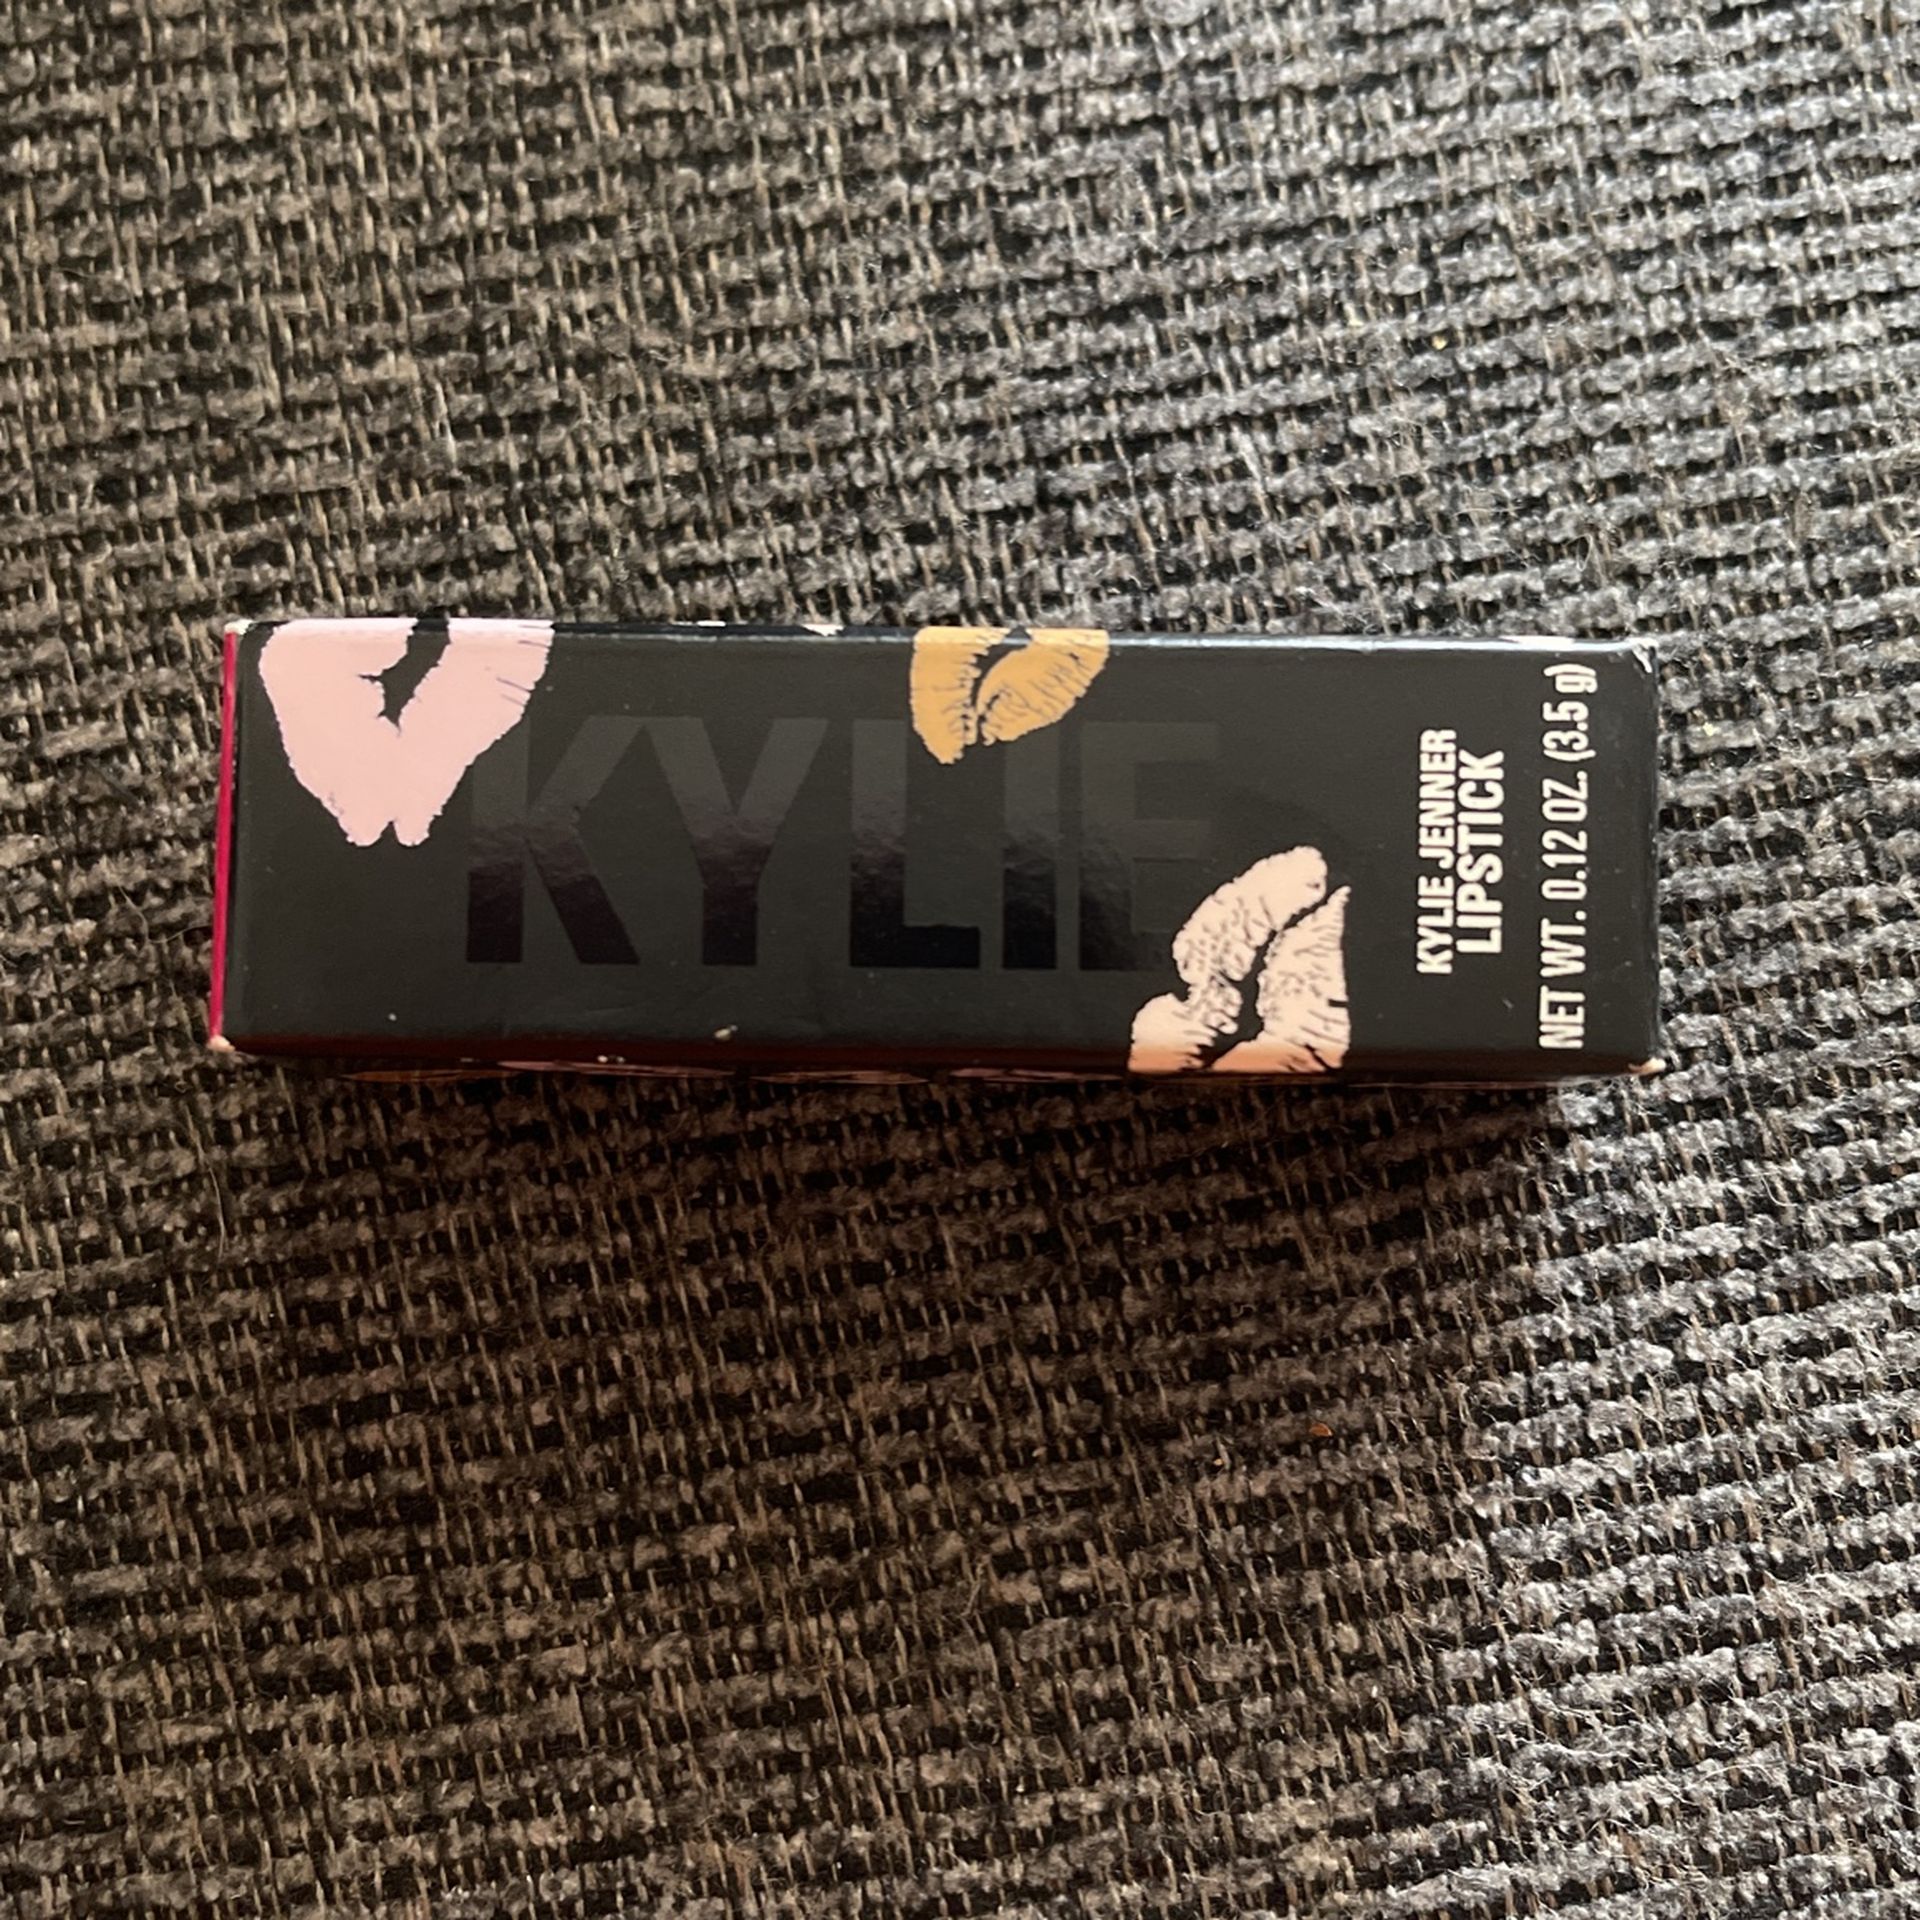 KYLIE
KYLIE JENNER
LIPSTICK
NET WT. 0.12 OZ. (3.5 g)